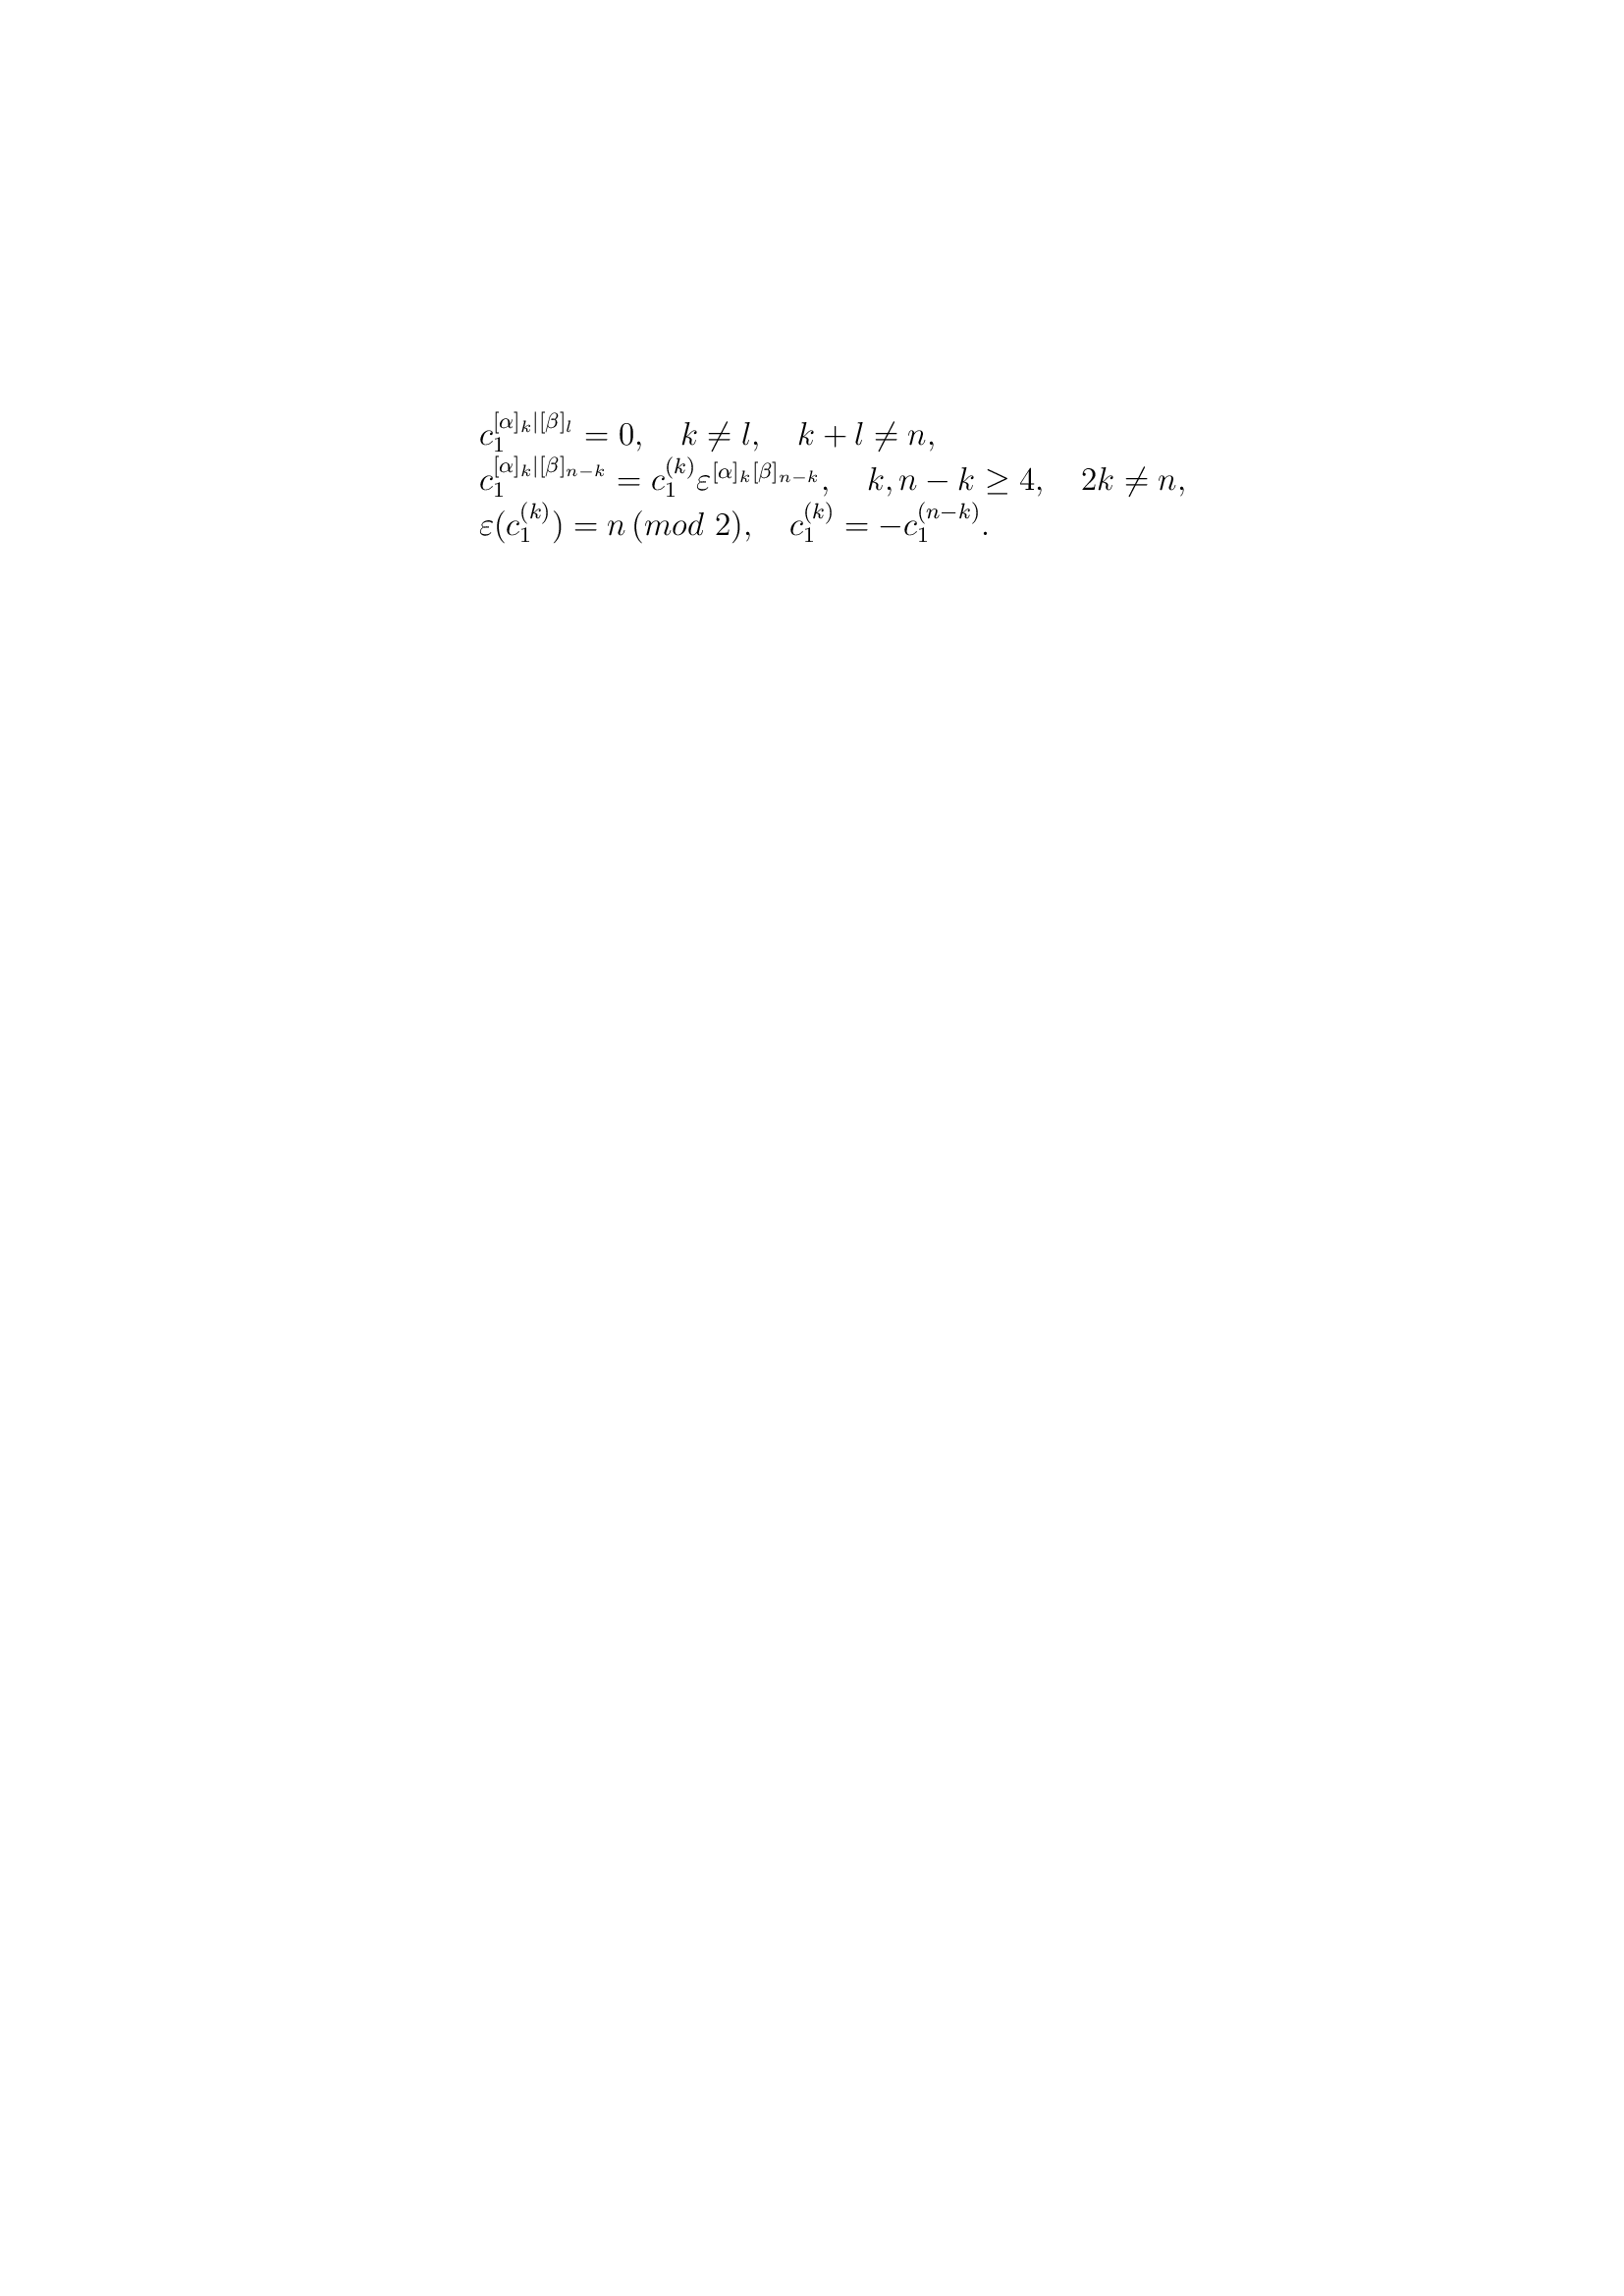 $c_1^{[\alpha]_k|[\beta]_l} = 0, \quad k \neq l, \quad k + l \neq n,$
$c_1^{[\alpha]_k|[\beta]_{n-k}} = c_1^{(k)} \varepsilon^{[\alpha]_k[\beta]_{n-k}}, \quad k, n - k \geq 4, \quad 2k \neq n,$
$\varepsilon(c_1^{(k)}) = n \, (mod \ 2), \quad c_1^{(k)} = -c_1^{(n-k)}.$